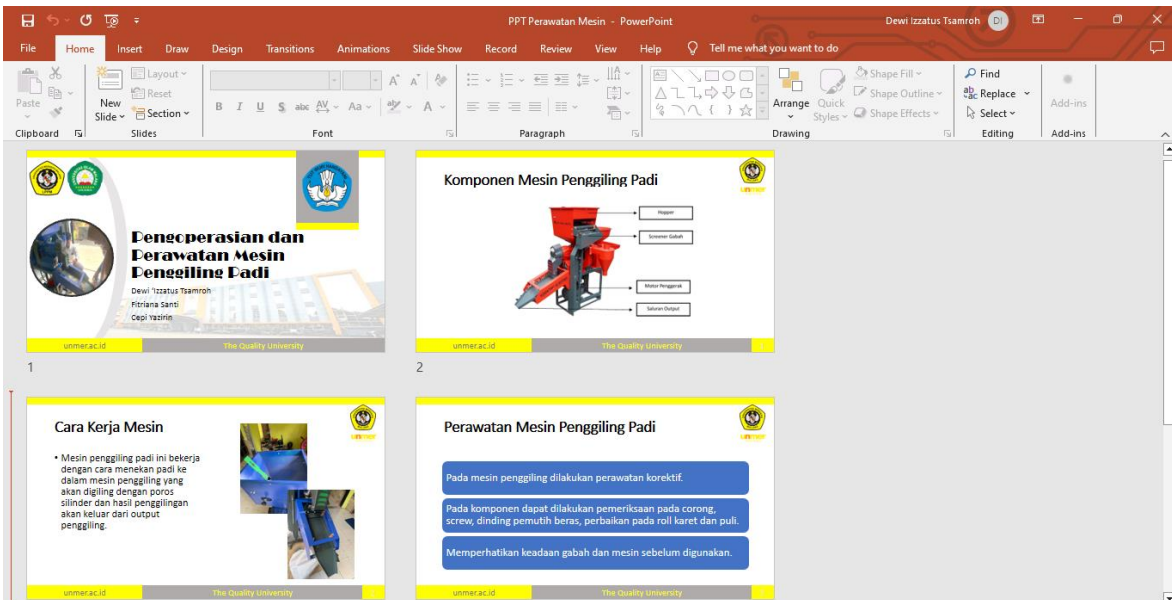 PPT Perawatan Mesin - PowerPoint
Dewi Izzatus Tsamroh
DI
File Home Insert Draw Design Transitions Animations Slide Show Record Review View Help Tell me what you want to do
Paste
New Slide
Layout
Reset
Section
B I U S abc AV Aa A
Arrange
Quick Styles
Shape Fill
Shape Outline
Shape Effects
Find
Replace
Select
Add-ins
Clipboard Slides Font Paragraph Drawing Editing Add-ins
Pengoperasian dan
Perawatan Mesin
Penggiling Padi
Dewi 'Izzatus Tsamroh
Fitriana Santi
Cepi Yazirin
unmer.ac.id The Quality University
1
Komponen Mesin Penggiling Padi
unmer
Hopper
Screener Gabah
Motor Penggerak
Saluran Output
unmer.ac.id The Quality University
2
Cara Kerja Mesin
unmer
• Mesin penggiling padi ini bekerja
dengan cara menekan padi ke
dalam mesin penggiling yang
akan digiling dengan poros
silinder dan hasil penggilingan
akan keluar dari output
penggiling.
unmer.ac.id The Quality University
Perawatan Mesin Penggiling Padi
unmer
Pada mesin penggiling dilakukan perawatan korektif.
Pada komponen dapat dilakukan pemeriksaan pada corong,
screw, dinding pemutih beras, perbaikan pada roll karet dan puli.
Memperhatikan keadaan gabah dan mesin sebelum digunakan.
unmer.ac.id The Quality University